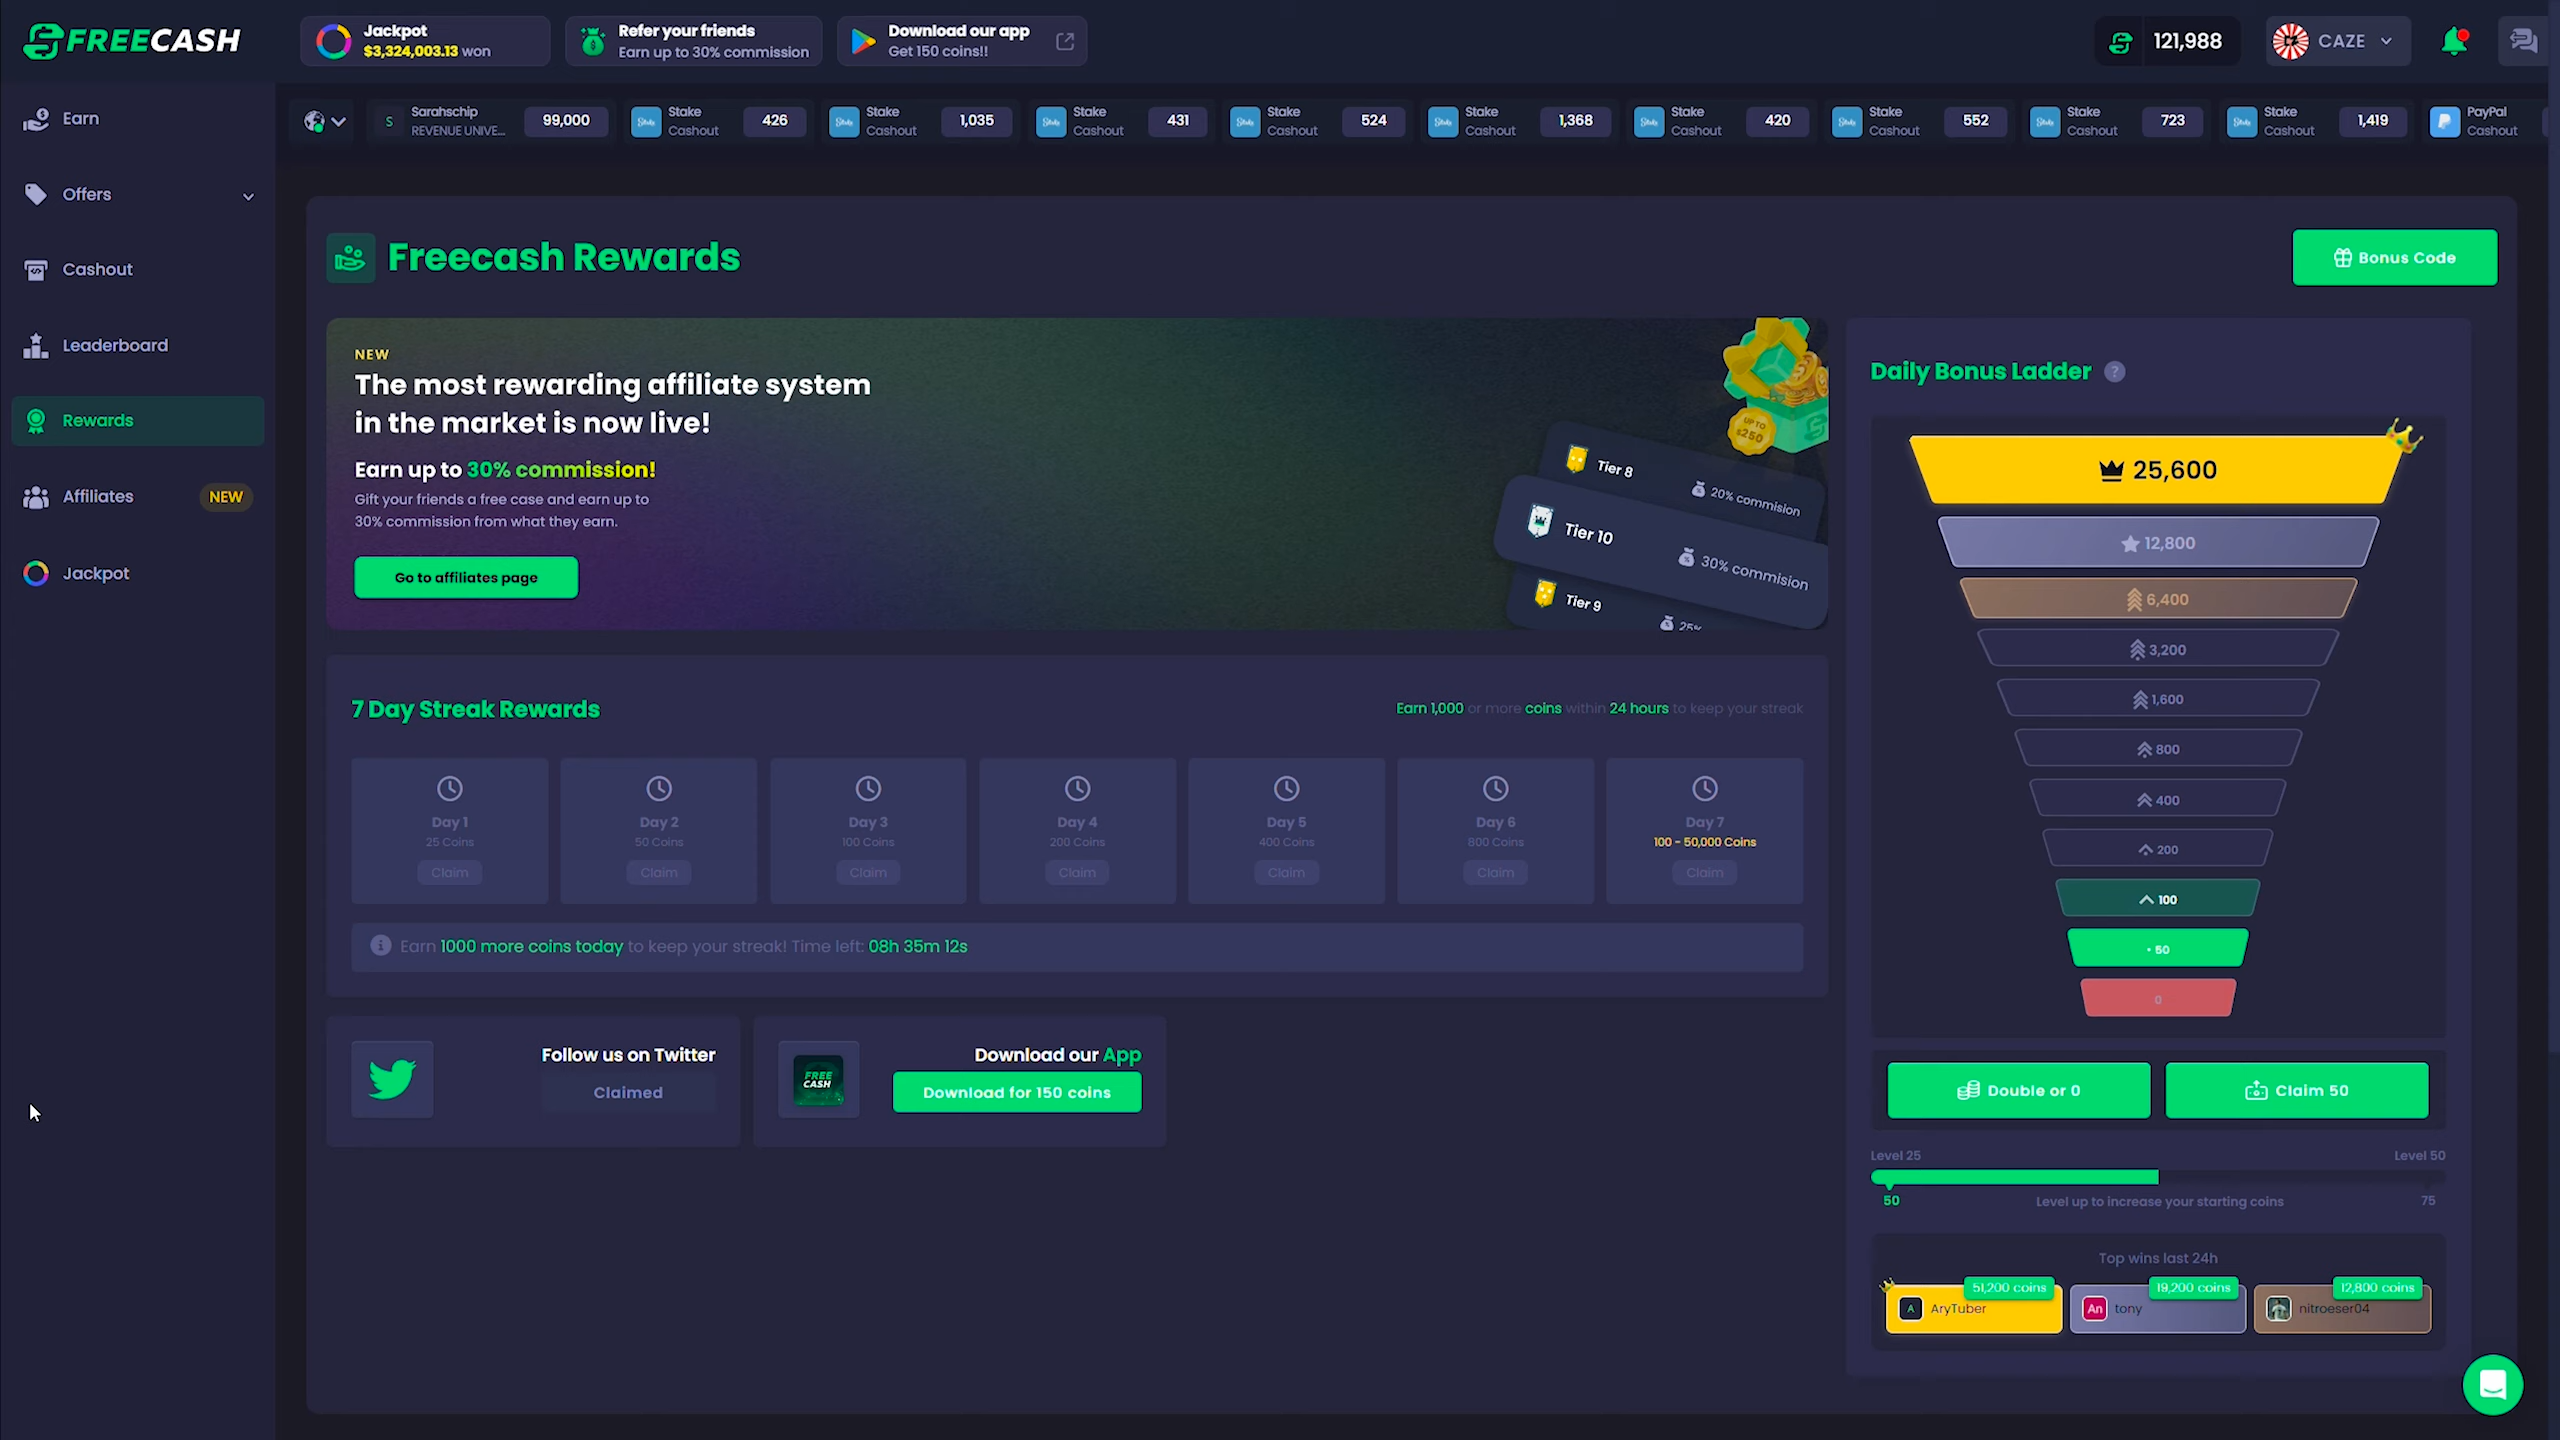 FREECASH
Jackpot
$3,324,003.13 won
Refer your friends
Earn up to 30% commission
Download our app
Get 150 coins!!
121,988
CAZE
Earn
Offers
Cashout
Leaderboard
Rewards
Affiliates
NEW
Jackpot
S
Sarahschip
REVENUE UNIVE...
99,000
Stake
Cashout
426
Stake
Cashout
1,035
Stake
Cashout
431
Stake
Cashout
524
Stake
Cashout
1,368
Stake
Cashout
420
Stake
Cashout
552
Stake
Cashout
723
Stake
Cashout
1,419
PayPal
Cashout
Freecash Rewards
Bonus Code
NEW
The most rewarding affiliate system
in the market is now live!
Earn up to 30% commission!
Gift your friends a free case and earn up to
30% commission from what they earn.
Go to affiliates page
UP TO
$250
Tier 8
20% commision
Tier 10
30% commision
Tier 9
25%
7 Day Streak Rewards
Earn 1,000 or more coins within 24 hours to keep your streak
Day 1
25 Coins
Claim
Day 2
50 Coins
Claim
Day 3
100 Coins
Claim
Day 4
200 Coins
Claim
Day 5
400 Coins
Claim
Day 6
800 Coins
Claim
Day 7
100 - 50,000 Coins
Claim
Earn 1000 more coins today to keep your streak! Time left: 08h 35m 12s
Follow us on Twitter
Claimed
FREE
CASH
Download our App
Download for 150 coins
Daily Bonus Ladder ?
25,600
12,800
6,400
3,200
1,600
800
400
200
100
50
0
Double or 0
Claim 50
Level 25
Level 50
50
Level up to increase your starting coins
75
Top wins last 24h
51,200 coins
A
AryTuber
19,200 coins
An
tony
12,800 coins
nitroeser04